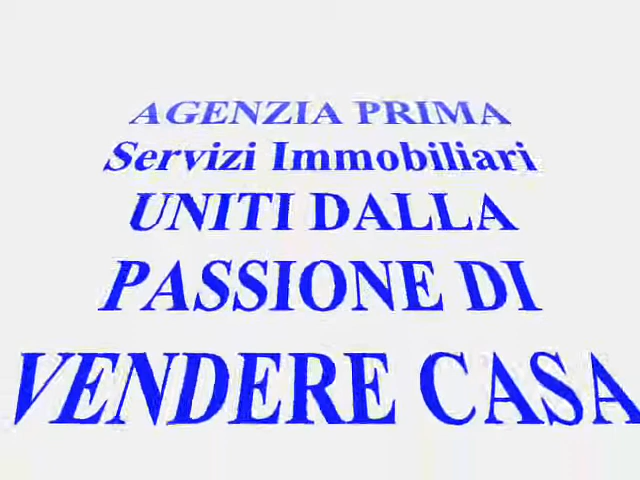 AGENZIA PRIMA
Servizi Immobiliari
UNITI DALLA
PASSIONE DI
VENDERE CASA